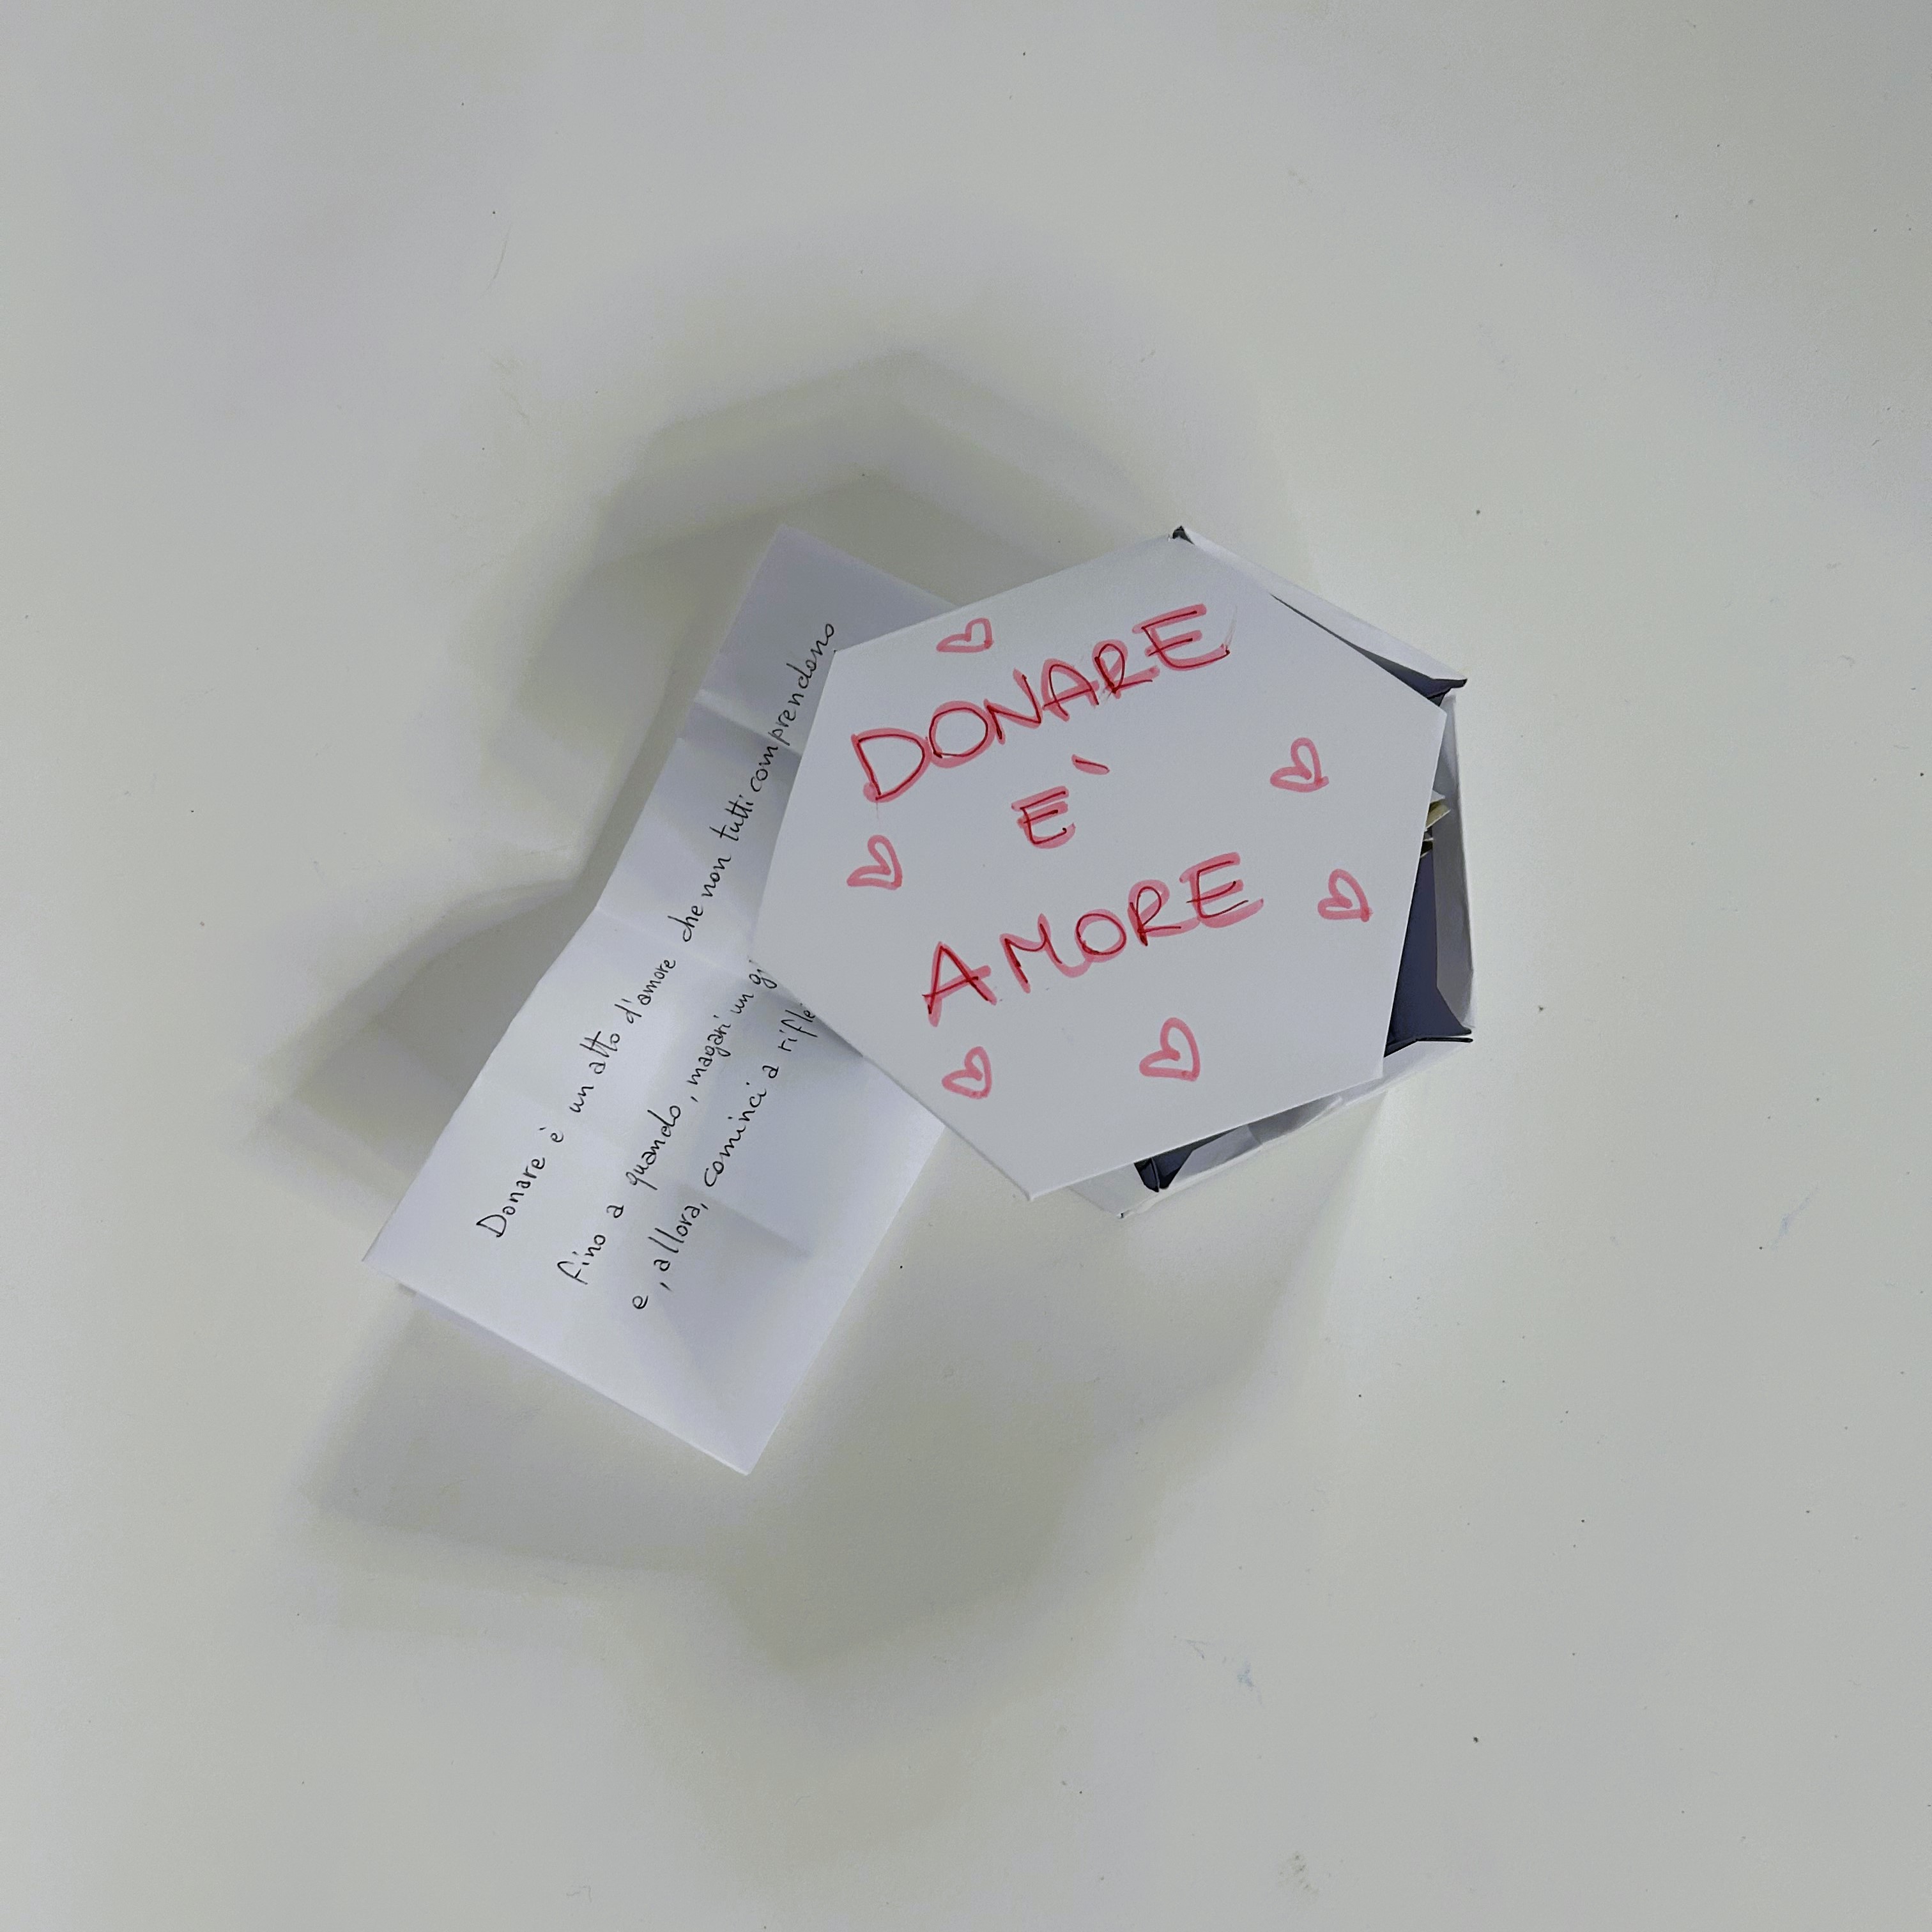 DONARE
E'
AMORE
Donare è un atto d'amore che non tutti comprendono
fino a quando, magari un
e, allora, cominci a